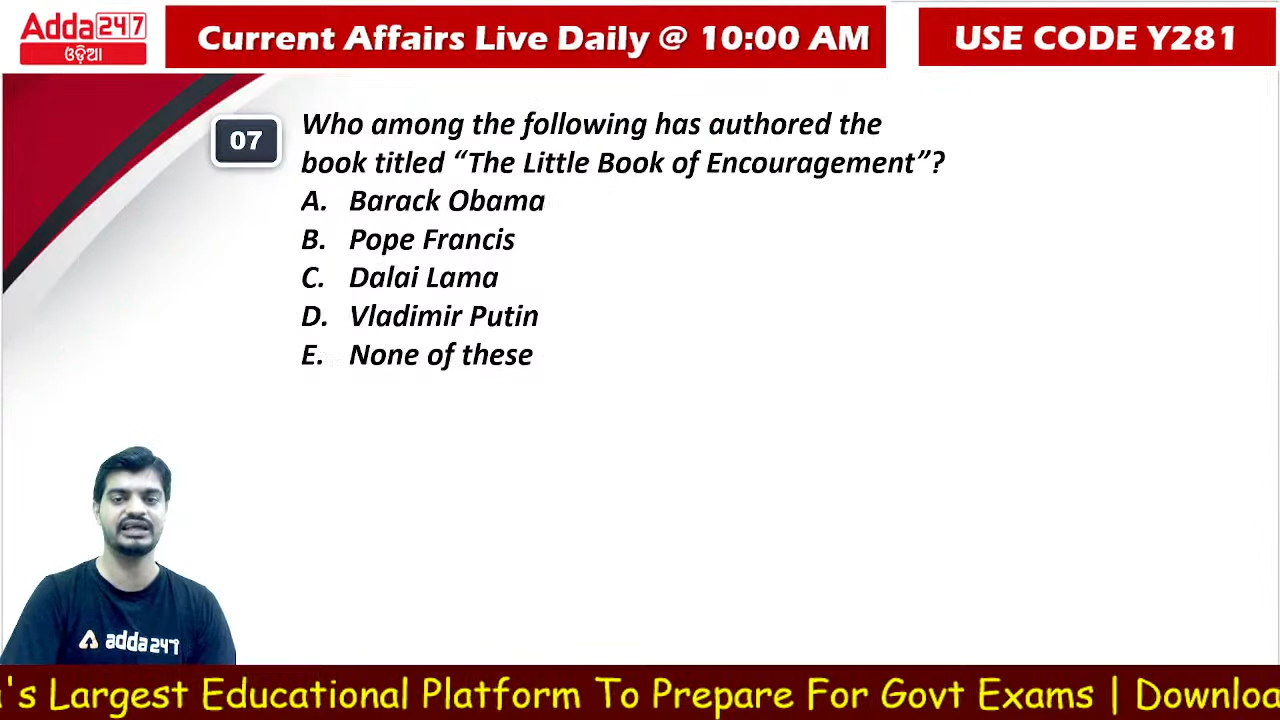 Adda247
ଓଡ଼ିଆ
Current Affairs Live Daily @ 10:00 AM
USE CODE Y281
07
Who among the following has authored the
book titled “The Little Book of Encouragement”?
A. Barack Obama
B. Pope Francis
C. Dalai Lama
D. Vladimir Putin
E. None of these
adda247
's Largest Educational Platform To Prepare For Govt Exams |